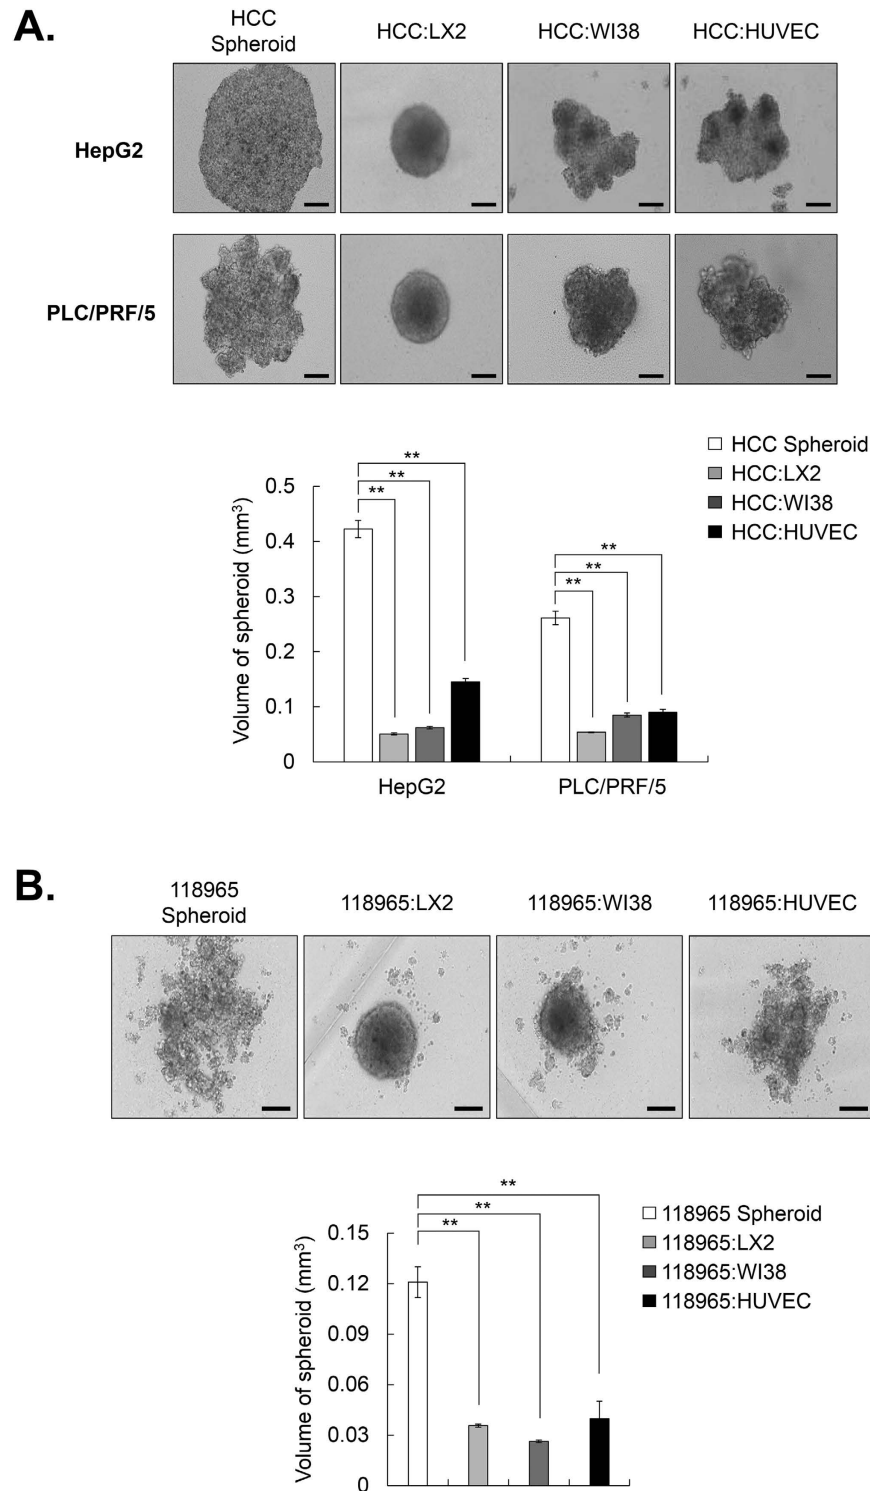 A.
HCC
Spheroid
HCC:LX2
HCC:WI38
HCC:HUVEC
HepG2
PLC/PRF/5
HCC Spheroid
HCC:LX2
HCC:WI38
HCC:HUVEC
Volume of spheroid (mm³)
0.5
0.4
0.3
0.2
0.1
0
**
**
**
**
**
**
HepG2
PLC/PRF/5
B.
118965
Spheroid
118965:LX2
118965:WI38
118965:HUVEC
118965 Spheroid
118965:LX2
118965:WI38
118965:HUVEC
Volume of spheroid (mm³)
0.15
0.12
0.09
0.06
0.03
0
**
**
**